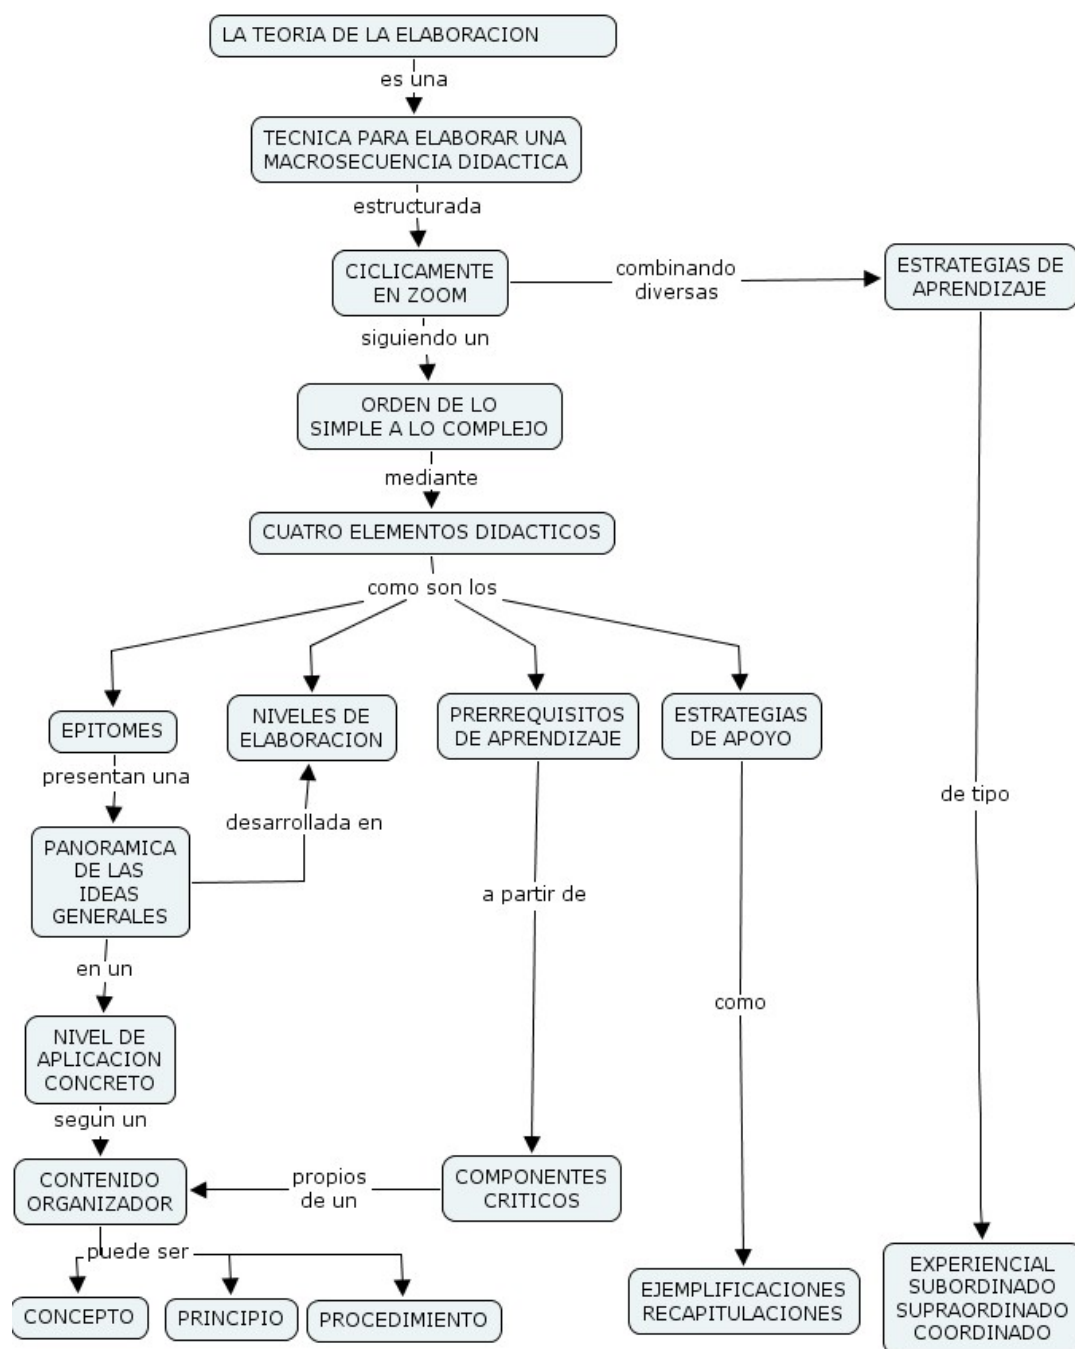 LA TEORIA DE LA ELABORACION
es una
TECNICA PARA ELABORAR UNA
MACROSECUENCIA DIDACTICA
estructurada
CICLICAMENTE
EN ZOOM
combinando
diversas
ESTRATEGIAS DE
APRENDIZAJE
siguiendo un
ORDEN DE LO
SIMPLE A LO COMPLEJO
mediante
CUATRO ELEMENTOS DIDACTICOS
como son los
EPITOMES
NIVELES DE
ELABORACION
PRERREQUISITOS
DE APRENDIZAJE
ESTRATEGIAS
DE APOYO
presentan una
desarrollada en
de tipo
PANORAMICA
DE LAS
IDEAS
GENERALES
a partir de
en un
como
NIVEL DE
APLICACION
CONCRETO
segun un
CONTENIDO
ORGANIZADOR
propios
de un
COMPONENTES
CRITICOS
puede ser
CONCEPTO
PRINCIPIO
PROCEDIMIENTO
EJEMPLIFICACIONES
RECAPITULACIONES
EXPERIENCIAL
SUBORDINADO
SUPRAORDINADO
COORDINADO